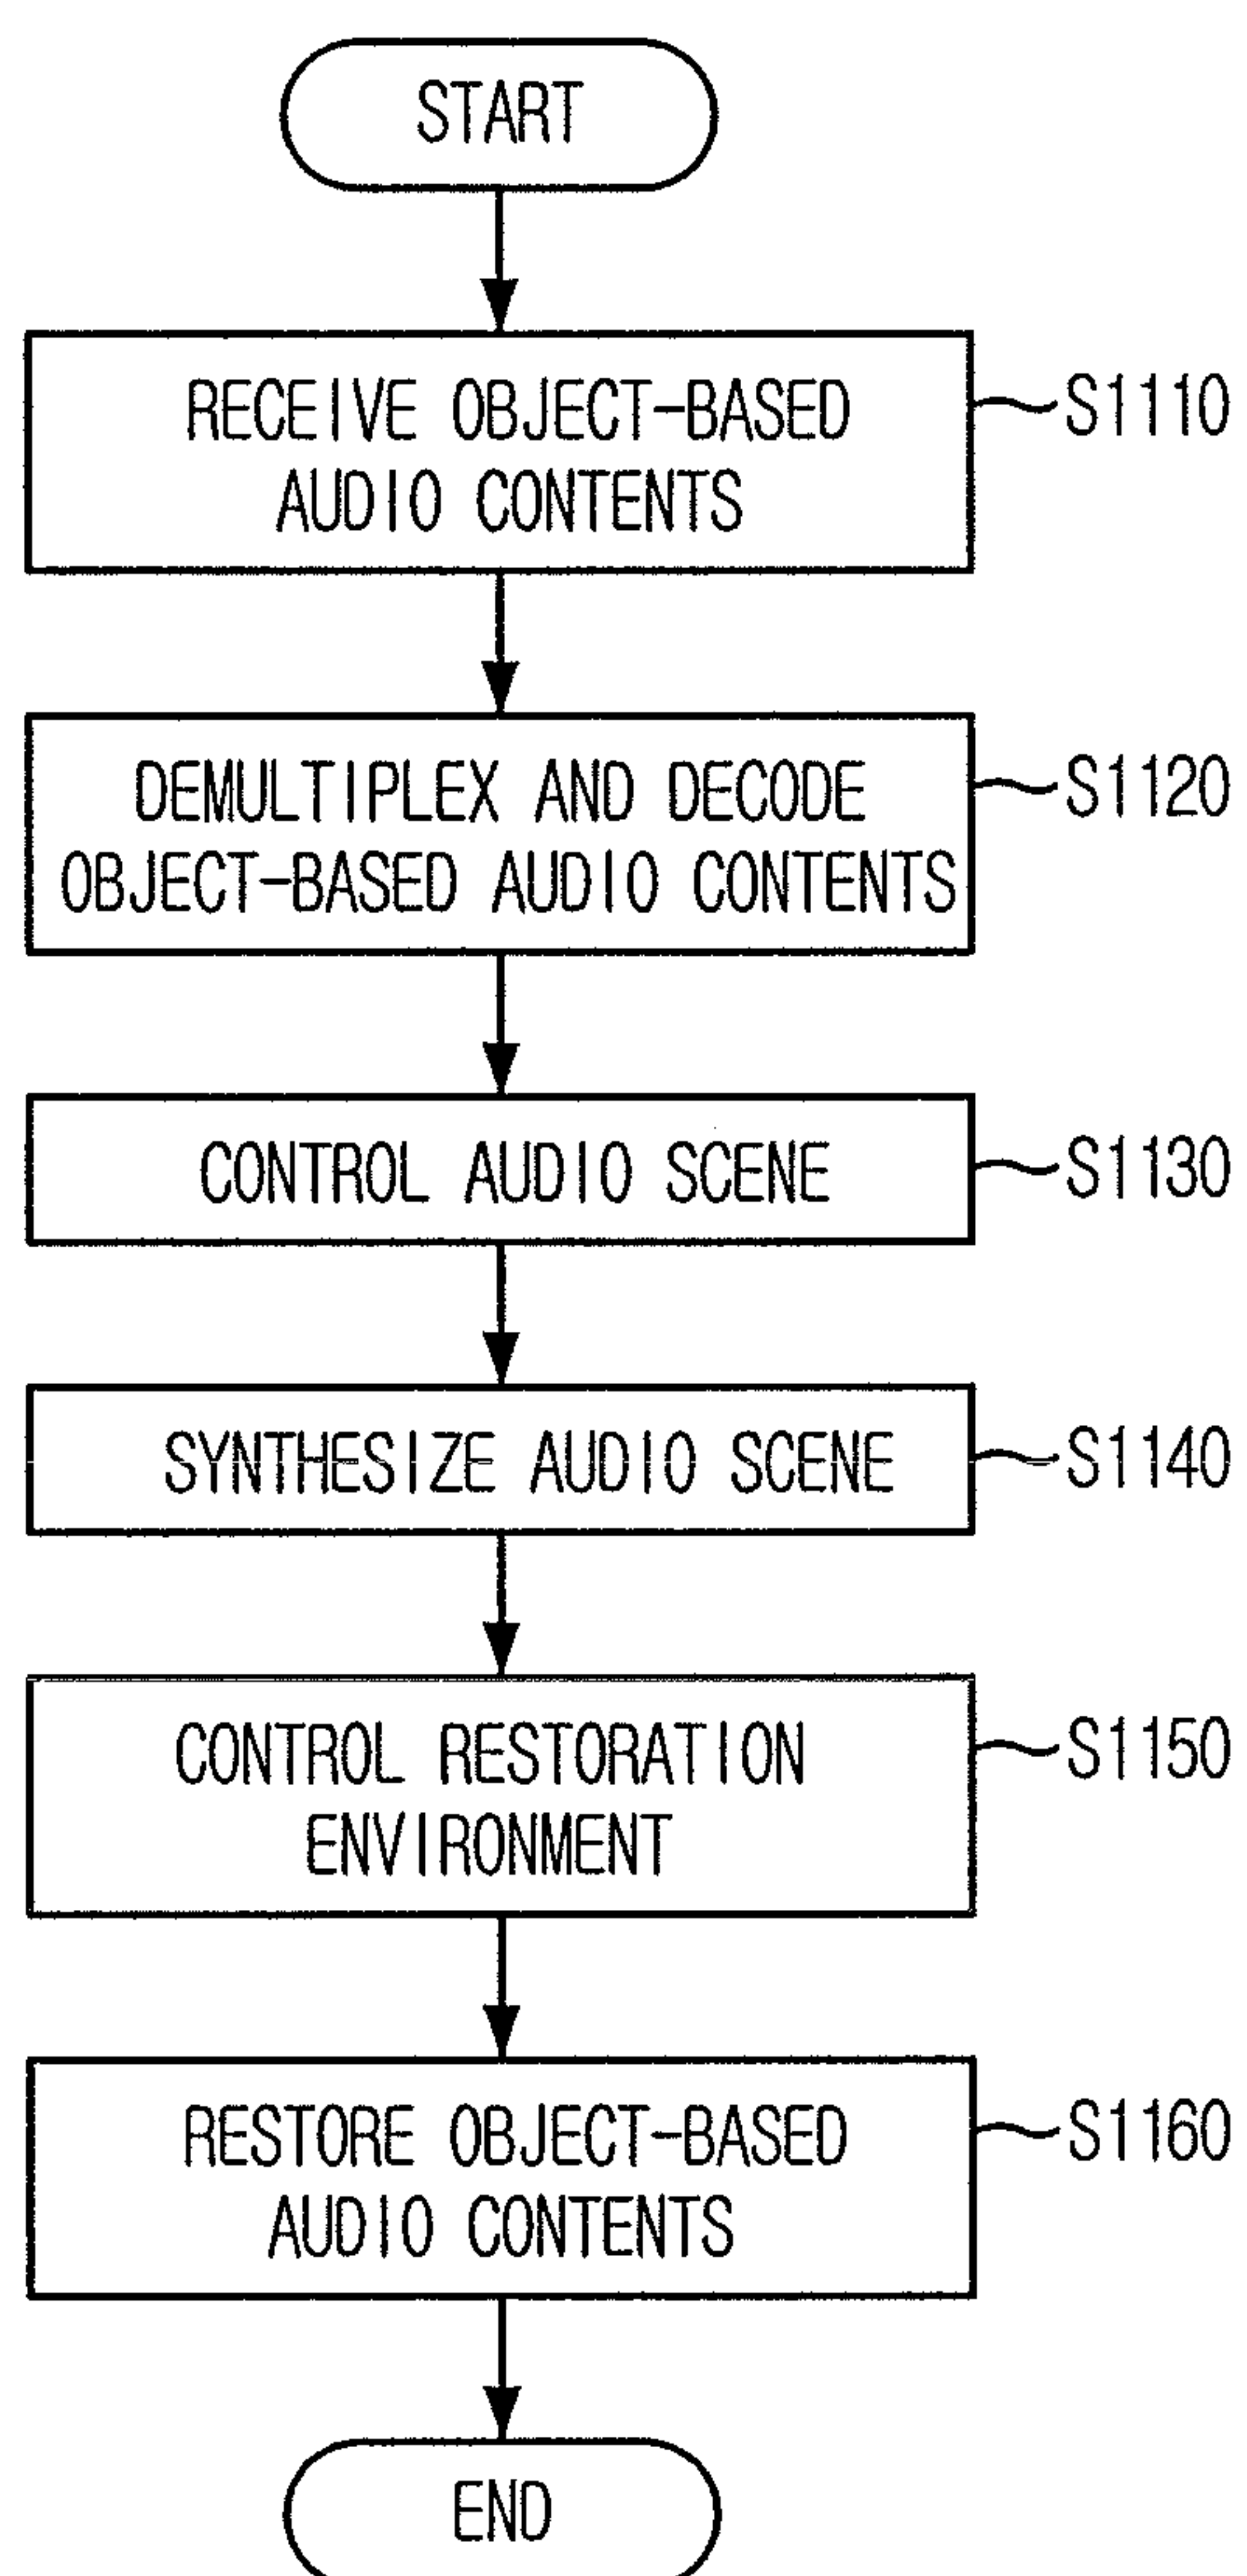 START
RECEIVE OBJECT-BASED
AUDIO CONTENTS
S1110
DEMULTIPLEX AND DECODE
OBJECT-BASED AUDIO CONTENTS
S1120
CONTROL AUDIO SCENE
S1130
SYNTHESIZE AUDIO SCENE
S1140
CONTROL RESTORATION
ENVIRONMENT
S1150
RESTORE OBJECT-BASED
AUDIO CONTENTS
S1160
END